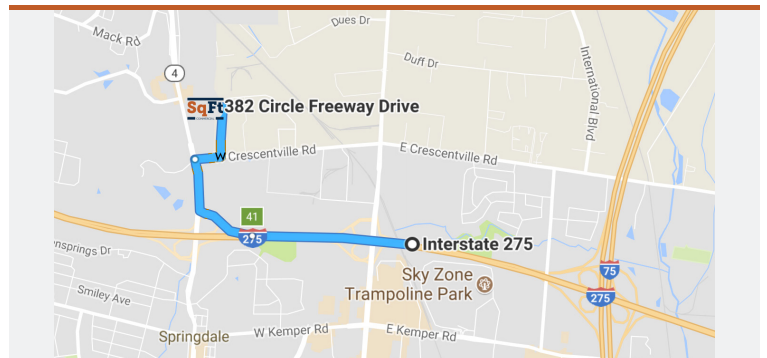 Dues Dr
Mack Rd
Duff Dr
International Blvd
4
SqFt
382 Circle Freeway Drive
W Crescentville Rd
E Crescentville Rd
41
275
Interstate 275
nsprings Dr
75
275
Sky Zone
Trampoline Park
Smiley Ave
W Kemper Rd
E Kemper Rd
Springdale